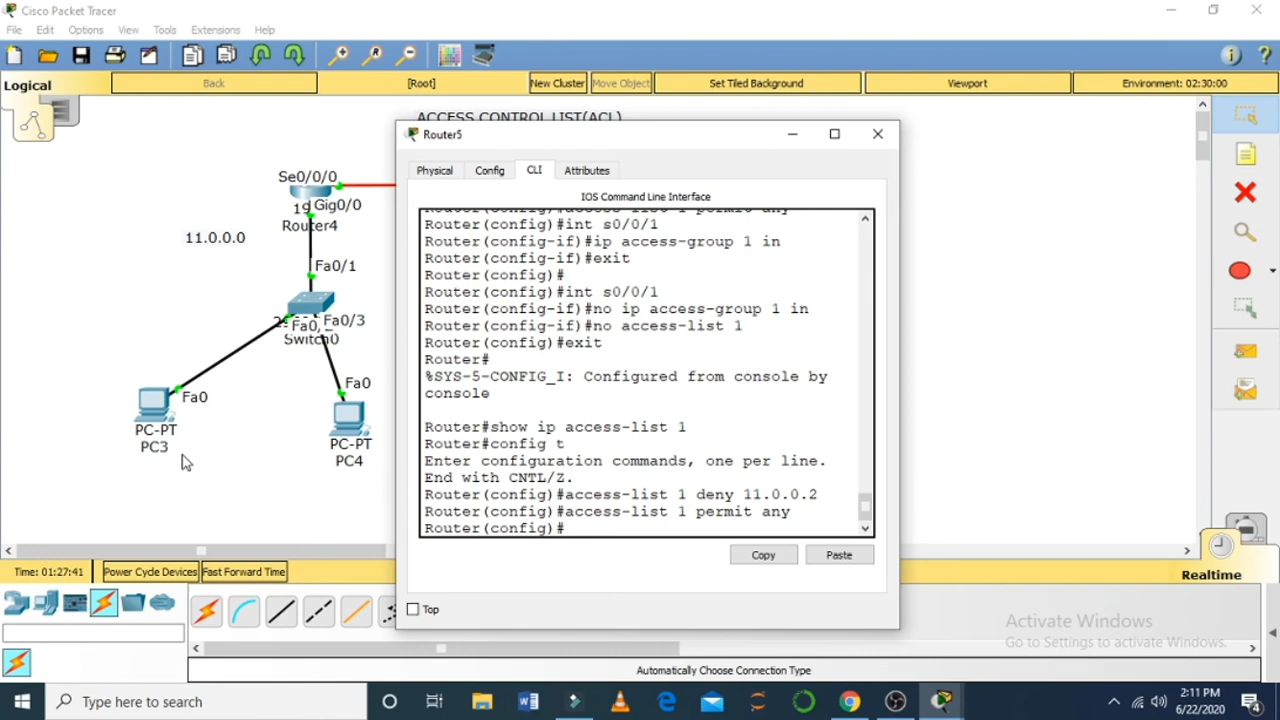 Cisco Packet Tracer
File Edit Options View Tools Extensions Help
Logical Back [Root] New Cluster Move Object Set Tiled Background Viewport Environment: 02:30:00
ACCESS CONTROL LIST(ACL)
Se0/0/0
19 Gig0/0
Router4
11.0.0.0
Fa0/1
Fa0/3
Switch0
Fa0
PC-PT
PC3
Fa0
PC-PT
PC4
Router5
Physical Config CLI Attributes
IOS Command Line Interface
Router(config)#access-list 1 permit any
Router(config)#int s0/0/1
Router(config-if)#ip access-group 1 in
Router(config-if)#exit
Router(config)#
Router(config)#int s0/0/1
Router(config-if)#no ip access-group 1 in
Router(config-if)#no access-list 1
Router(config)#exit
Router#
%SYS-5-CONFIG_I: Configured from console by
console
Router#show ip access-list 1
Router#config t
Enter configuration commands, one per line.
End with CNTL/Z.
Router(config)#access-list 1 deny 11.0.0.2
Router(config)#access-list 1 permit any
Router(config)#
Copy Paste
Top
Time: 01:27:41 Power Cycle Devices Fast Forward Time
Realtime
Activate Windows
Go to Settings to activate Windows.
Automatically Choose Connection Type
Type here to search
2:11 PM
6/22/2020
4